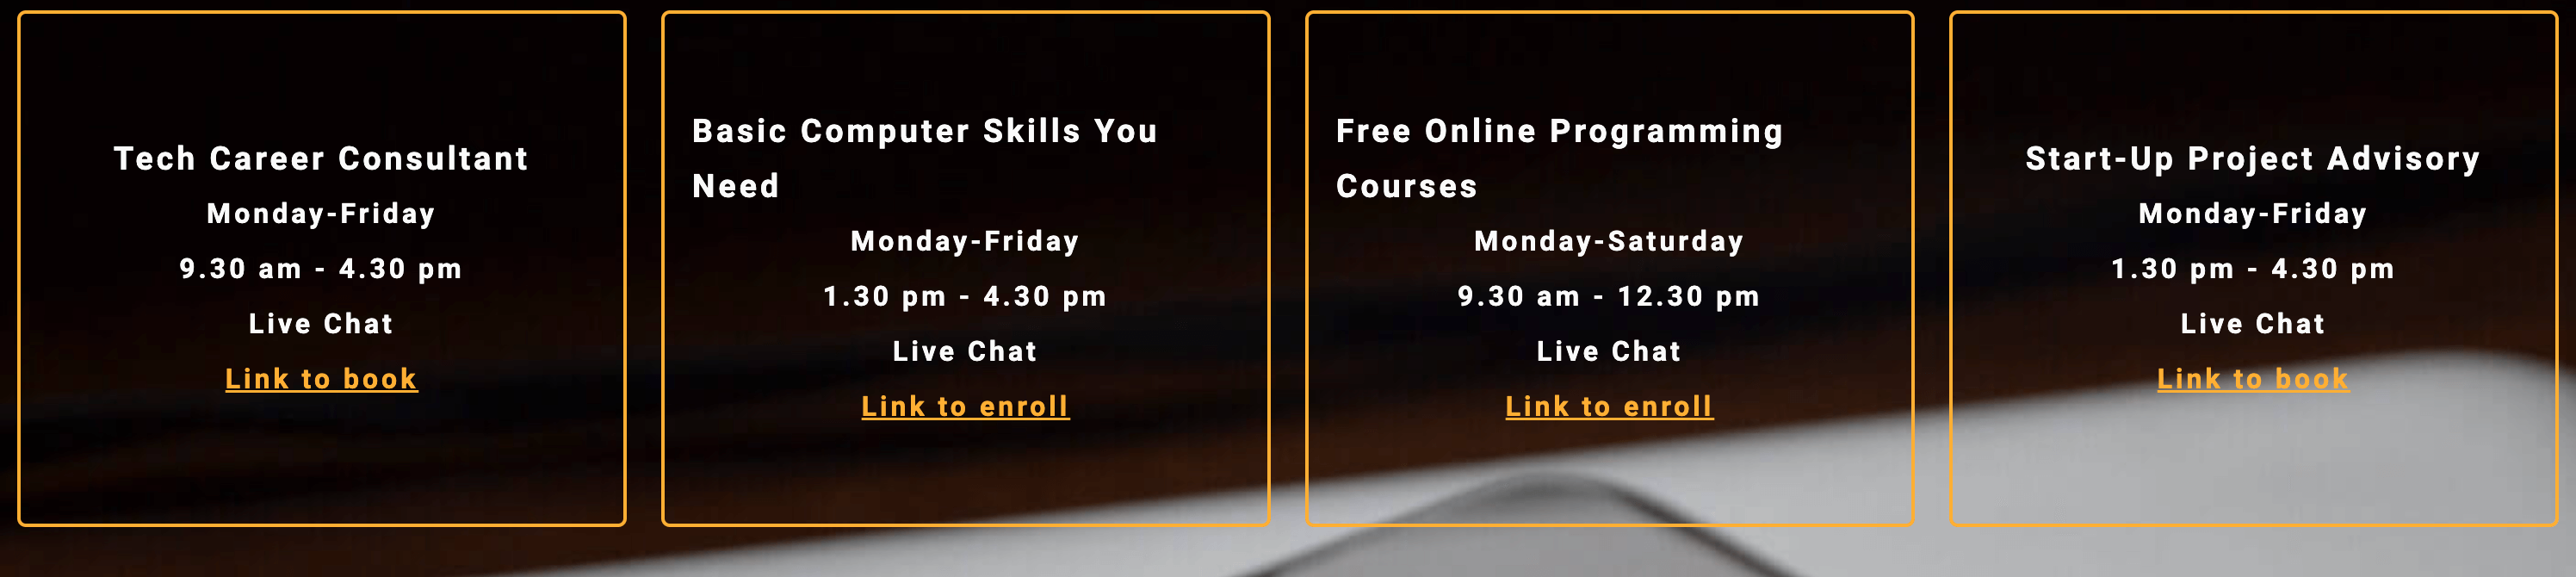 Tech Career Consultant
Monday-Friday
9.30 am - 4.30 pm
Live Chat
Link to book
Basic Computer Skills You
Need
Monday-Friday
1.30 pm - 4.30 pm
Live Chat
Link to enroll
Free Online Programming
Courses
Monday-Saturday
9.30 am - 12.30 pm
Live Chat
Link to enroll
Start-Up Project Advisory
Monday-Friday
1.30 pm - 4.30 pm
Live Chat
Link to book